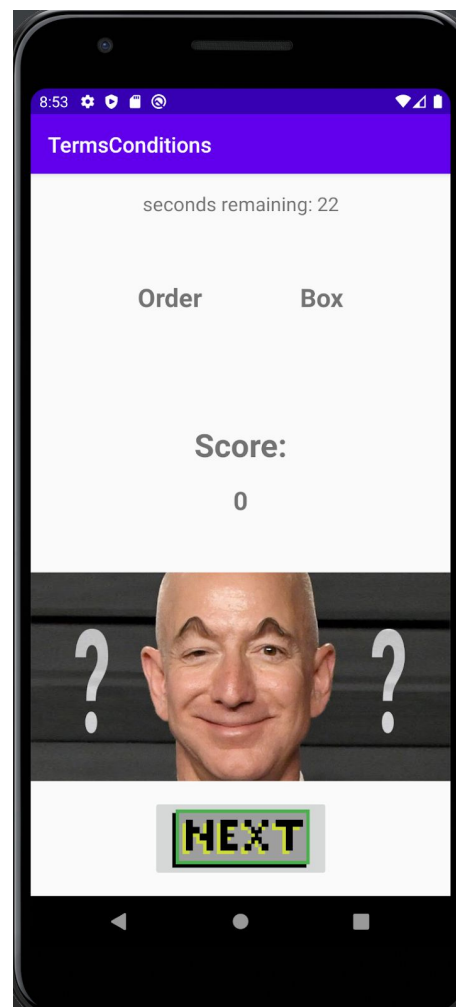 8:53
TermsConditions
seconds remaining: 22
Order Box
Score:
0
? ?
NEXT